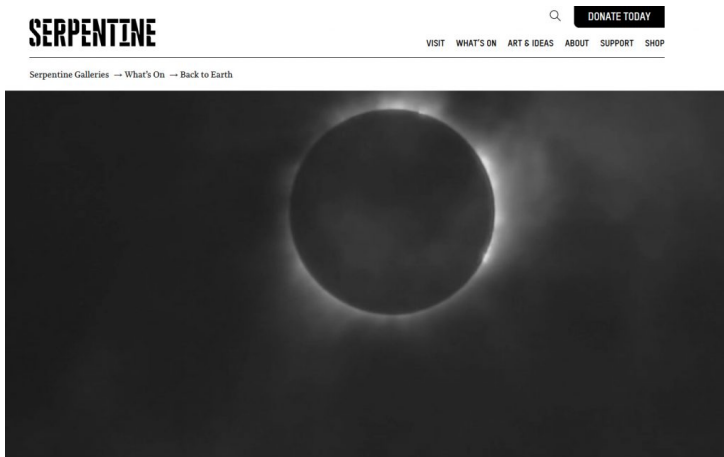 DONATE TODAY
SERPENTINE
VISIT WHAT'S ON ART & IDEAS ABOUT SUPPORT SHOP
Serpentine Galleries → What's On → Back to Earth